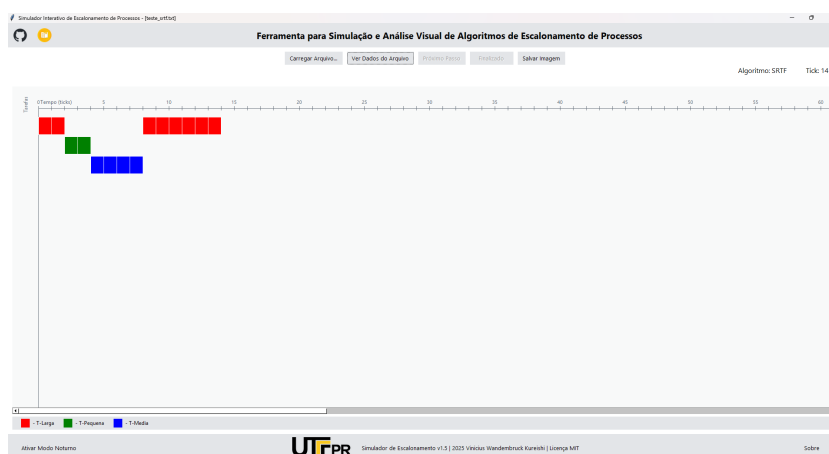 Simulador Interativo de Escalonamento de Processos - [teste_srtf.txt]
Ferramenta para Simulação e Análise Visual de Algoritmos de Escalonamento de Processos
Carregar Arquivo... Ver Dados do Arquivo Próximo Passo Finalizado Salvar Imagem
Algoritmo: SRTF Tick: 14
Tarefas
0 Tempo (ticks) 5 10 15 20 25 30 35 40 45 50 55 60
- T-Larga - T-Pequena - T-Media
Ativar Modo Noturno UTFPR Simulador de Escalonamento v1.5 | 2025 Vinicius Wandembruck Kureishi | Licença MIT Sobre